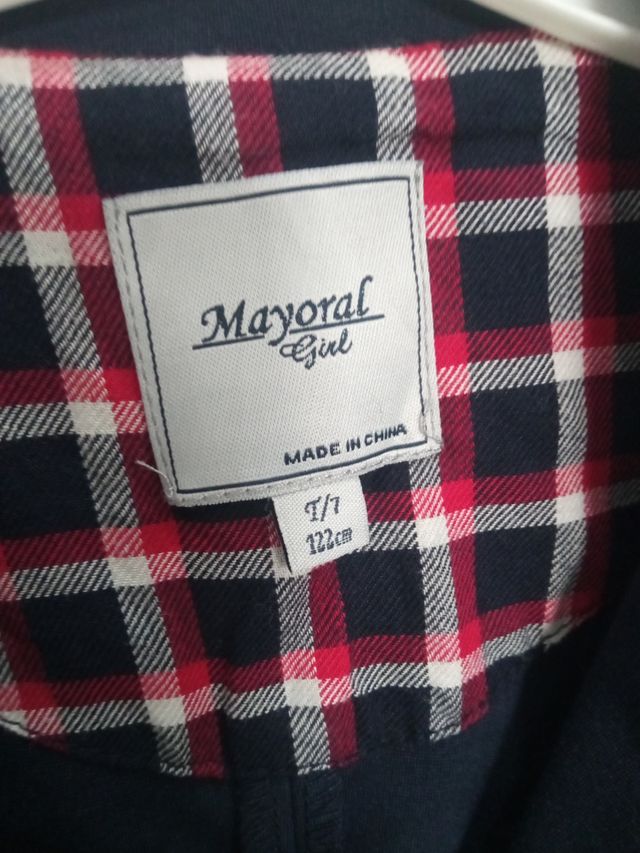 Mayoral
Girl
MADE IN CHINA
T/7
122cm